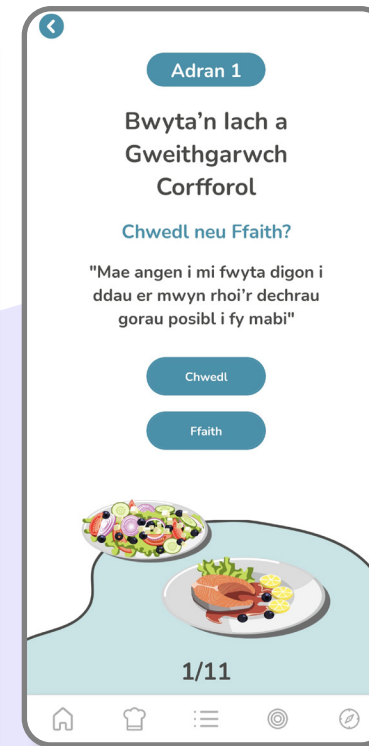 Adran 1
Bwyta’n Iach a
Gweithgarwch
Corfforol
Chwedl neu Ffaith?
"Mae angen i mi fwyta digon i
ddau er mwyn rhoi’r dechrau
gorau posibl i fy mabi"
Chwedl
Ffaith
1/11